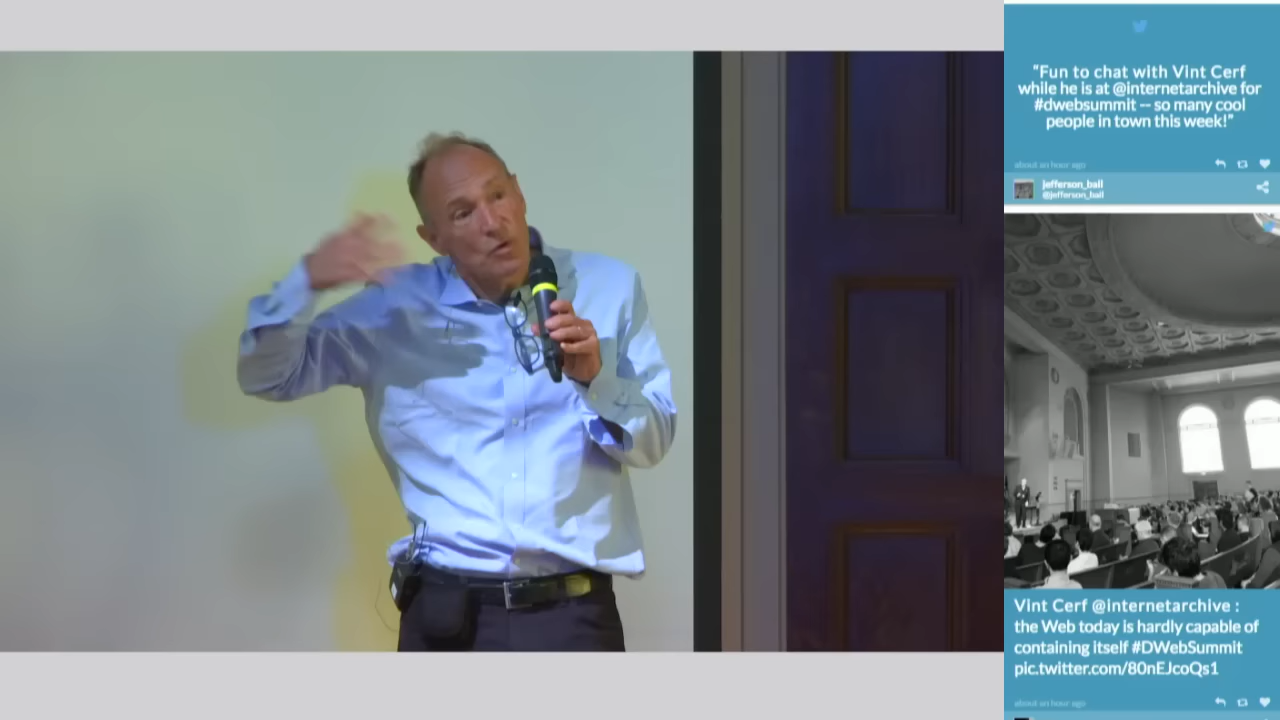 "Fun to chat with Vint Cerf
while he is at @internetarchive for
#dwebsummit -- so many cool
people in town this week!"
about an hour ago
jefferson_bail
@jefferson_bail
Vint Cerf @internetarchive :
the Web today is hardly capable of
containing itself #DWebSummit
pic.twitter.com/80nEJcoQs1
about an hour ago